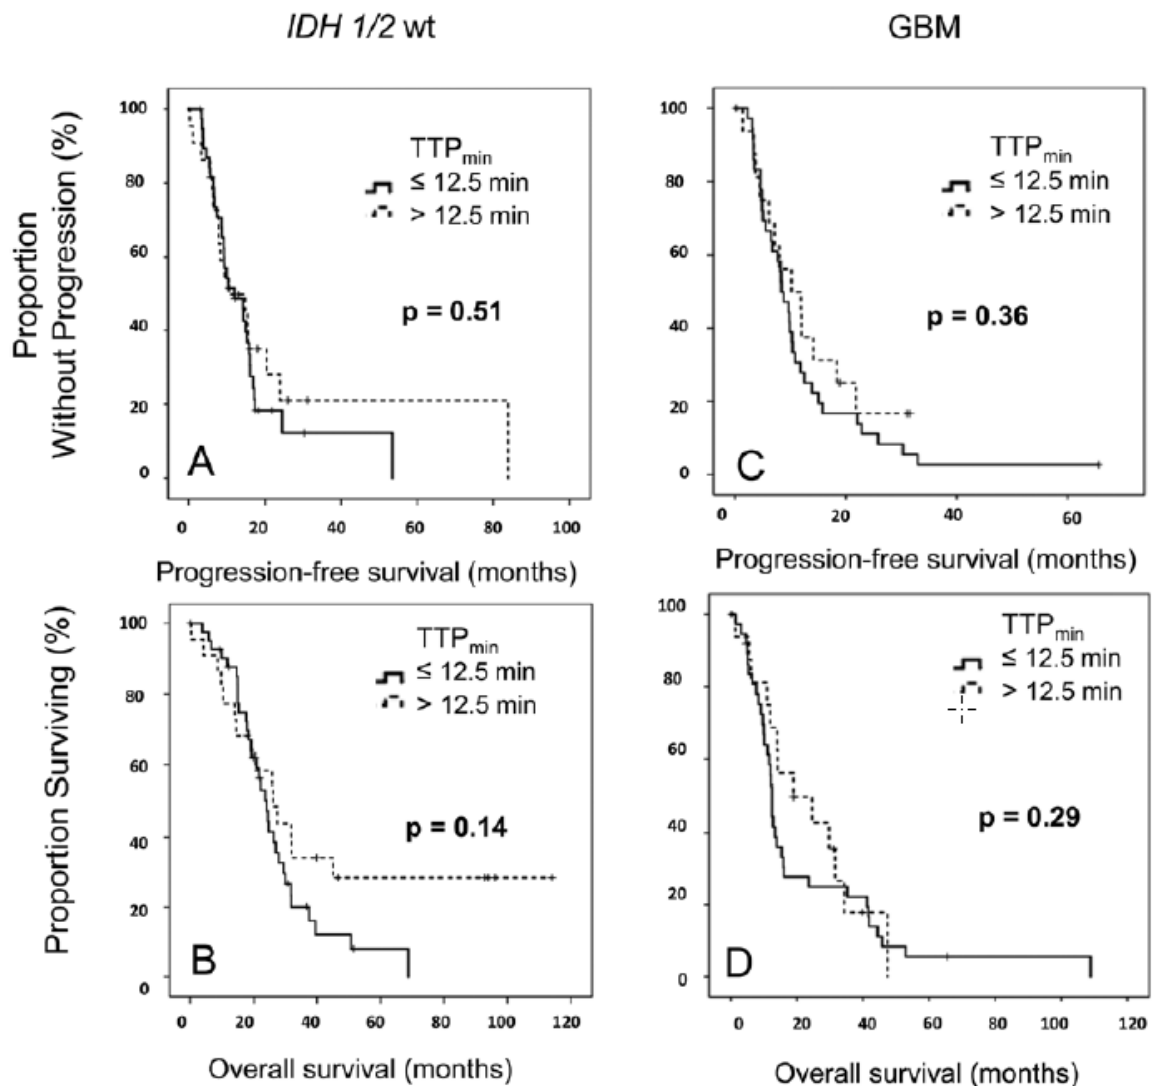 IDH 1/2 wt
GBM
Proportion
Without Progression (%)
100
80
60
40
20
0
TTPmin
≤ 12.5 min
> 12.5 min
p = 0.51
A
0 20 40 60 80 100
Progression-free survival (months)
100
80
60
40
20
0
TTPmin
≤ 12.5 min
> 12.5 min
p = 0.36
C
0 20 40 60
Progression-free survival (months)
Proportion Surviving (%)
100
80
60
40
20
0
TTPmin
≤ 12.5 min
> 12.5 min
p = 0.14
B
0 20 40 60 80 100 120
Overall survival (months)
100
80
60
40
20
0
TTPmin
≤ 12.5 min
> 12.5 min
p = 0.29
D
0 20 40 60 80 100 120
Overall survival (months)